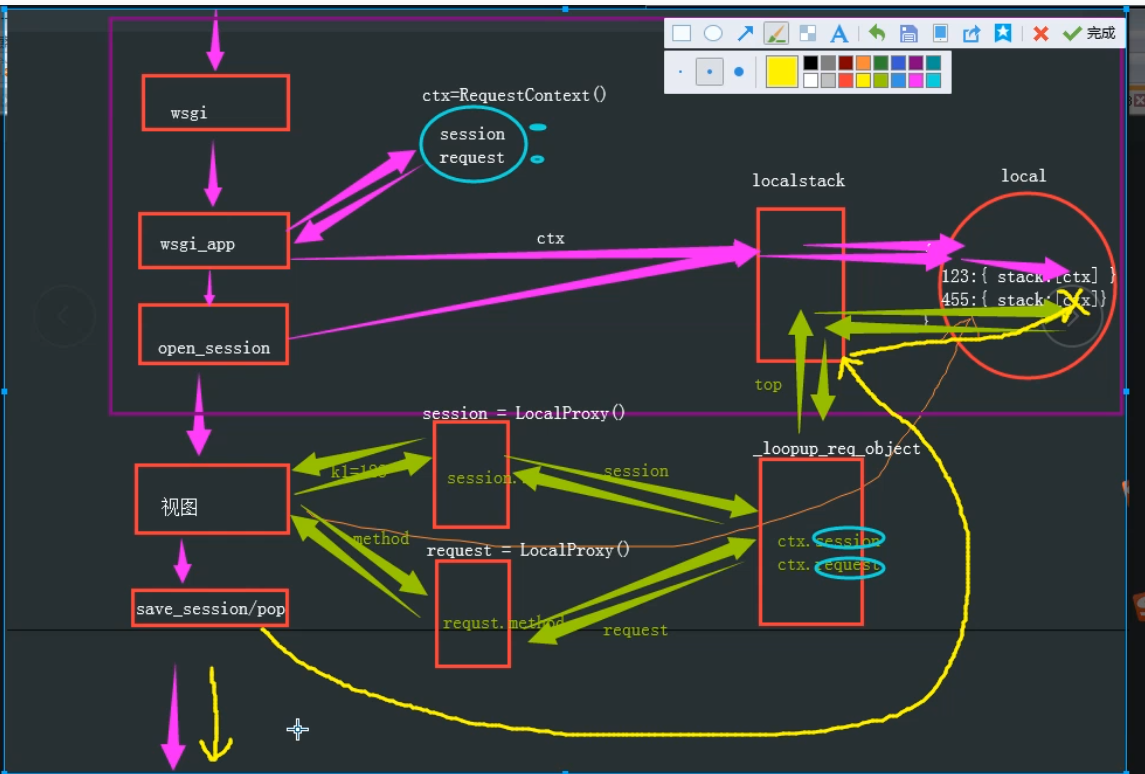 完成
wsgi
ctx=RequestContext()
session
request
localstack
local
wsgi_app
ctx
{
123:{ stack:[ctx] }
455:{ stack:[ctx]}
}
open_session
top
session = LocalProxy()
_loopup_req_object
k1=123
session.
session
视图
method
request = LocalProxy()
ctx.session
ctx.request
save_session/pop
requst.method
request